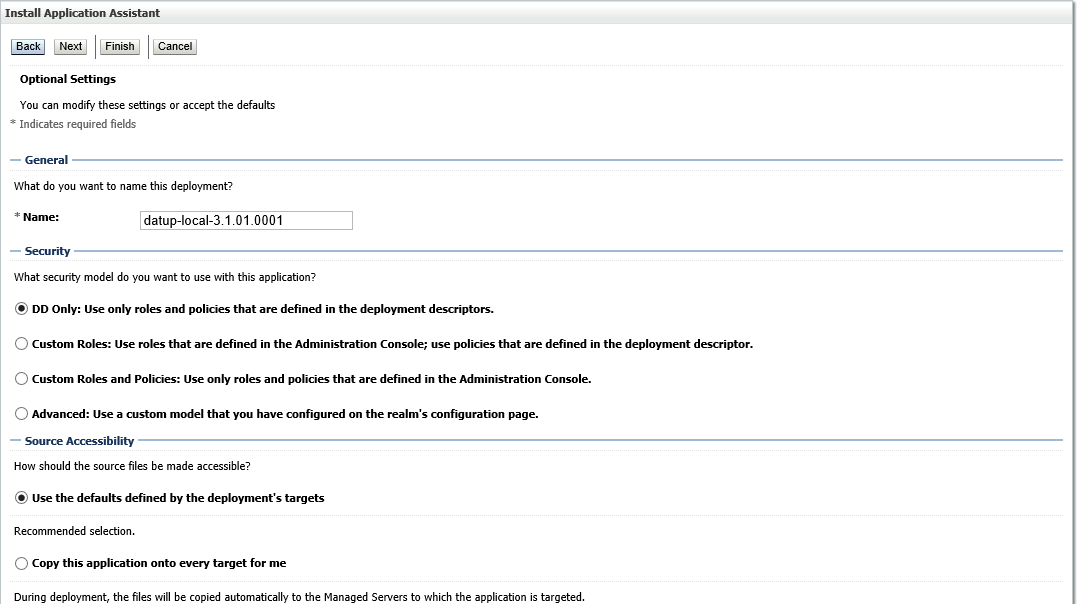 Install Application Assistant
Back Next Finish Cancel
Optional Settings
You can modify these settings or accept the defaults
* Indicates required fields
General
What do you want to name this deployment?
* Name: datup-local-3.1.01.0001
Security
What security model do you want to use with this application?
DD Only: Use only roles and policies that are defined in the deployment descriptors.
Custom Roles: Use roles that are defined in the Administration Console; use policies that are defined in the deployment descriptor.
Custom Roles and Policies: Use only roles and policies that are defined in the Administration Console.
Advanced: Use a custom model that you have configured on the realm's configuration page.
Source Accessibility
How should the source files be made accessible?
Use the defaults defined by the deployment's targets
Recommended selection.
Copy this application onto every target for me
During deployment, the files will be copied automatically to the Managed Servers to which the application is targeted.